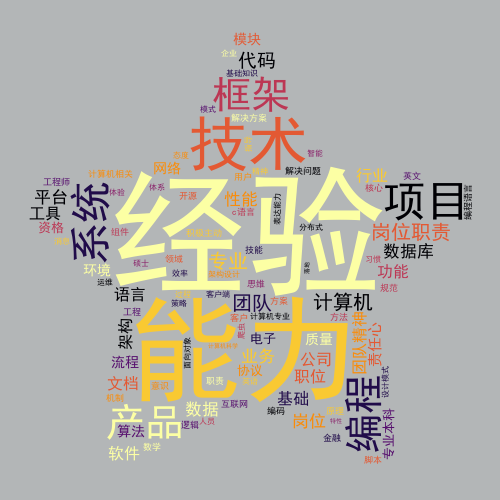 模块
企业
代码
基础知识
框架
模式
解决方案
技术
智能
解决问题
计算机相关
网络
行业
英文
工程师
体验
体系
开源
核心
编程语言
平台
系统
经验
项目
工具
性能
c语言
表达能力
分布式
资格
组件
岗位职责
技能
数据库
专业
习惯
环境
硕士
领域
效率
思维
功能
运维
语言
策略
客户端
团队
方案
计算机
规范
工程
能力
客户
计算机专业
方法
架构
爬虫
电子
质量
团队精神
责任心
面向对象
流程
业务
公司
协议
职位
文档
职责
设计模式
机制
基础
编程
产品
数据
互联网
编码
岗位
算法
逻辑
人员
特性
专业本科
金融
软件
数学
脚本